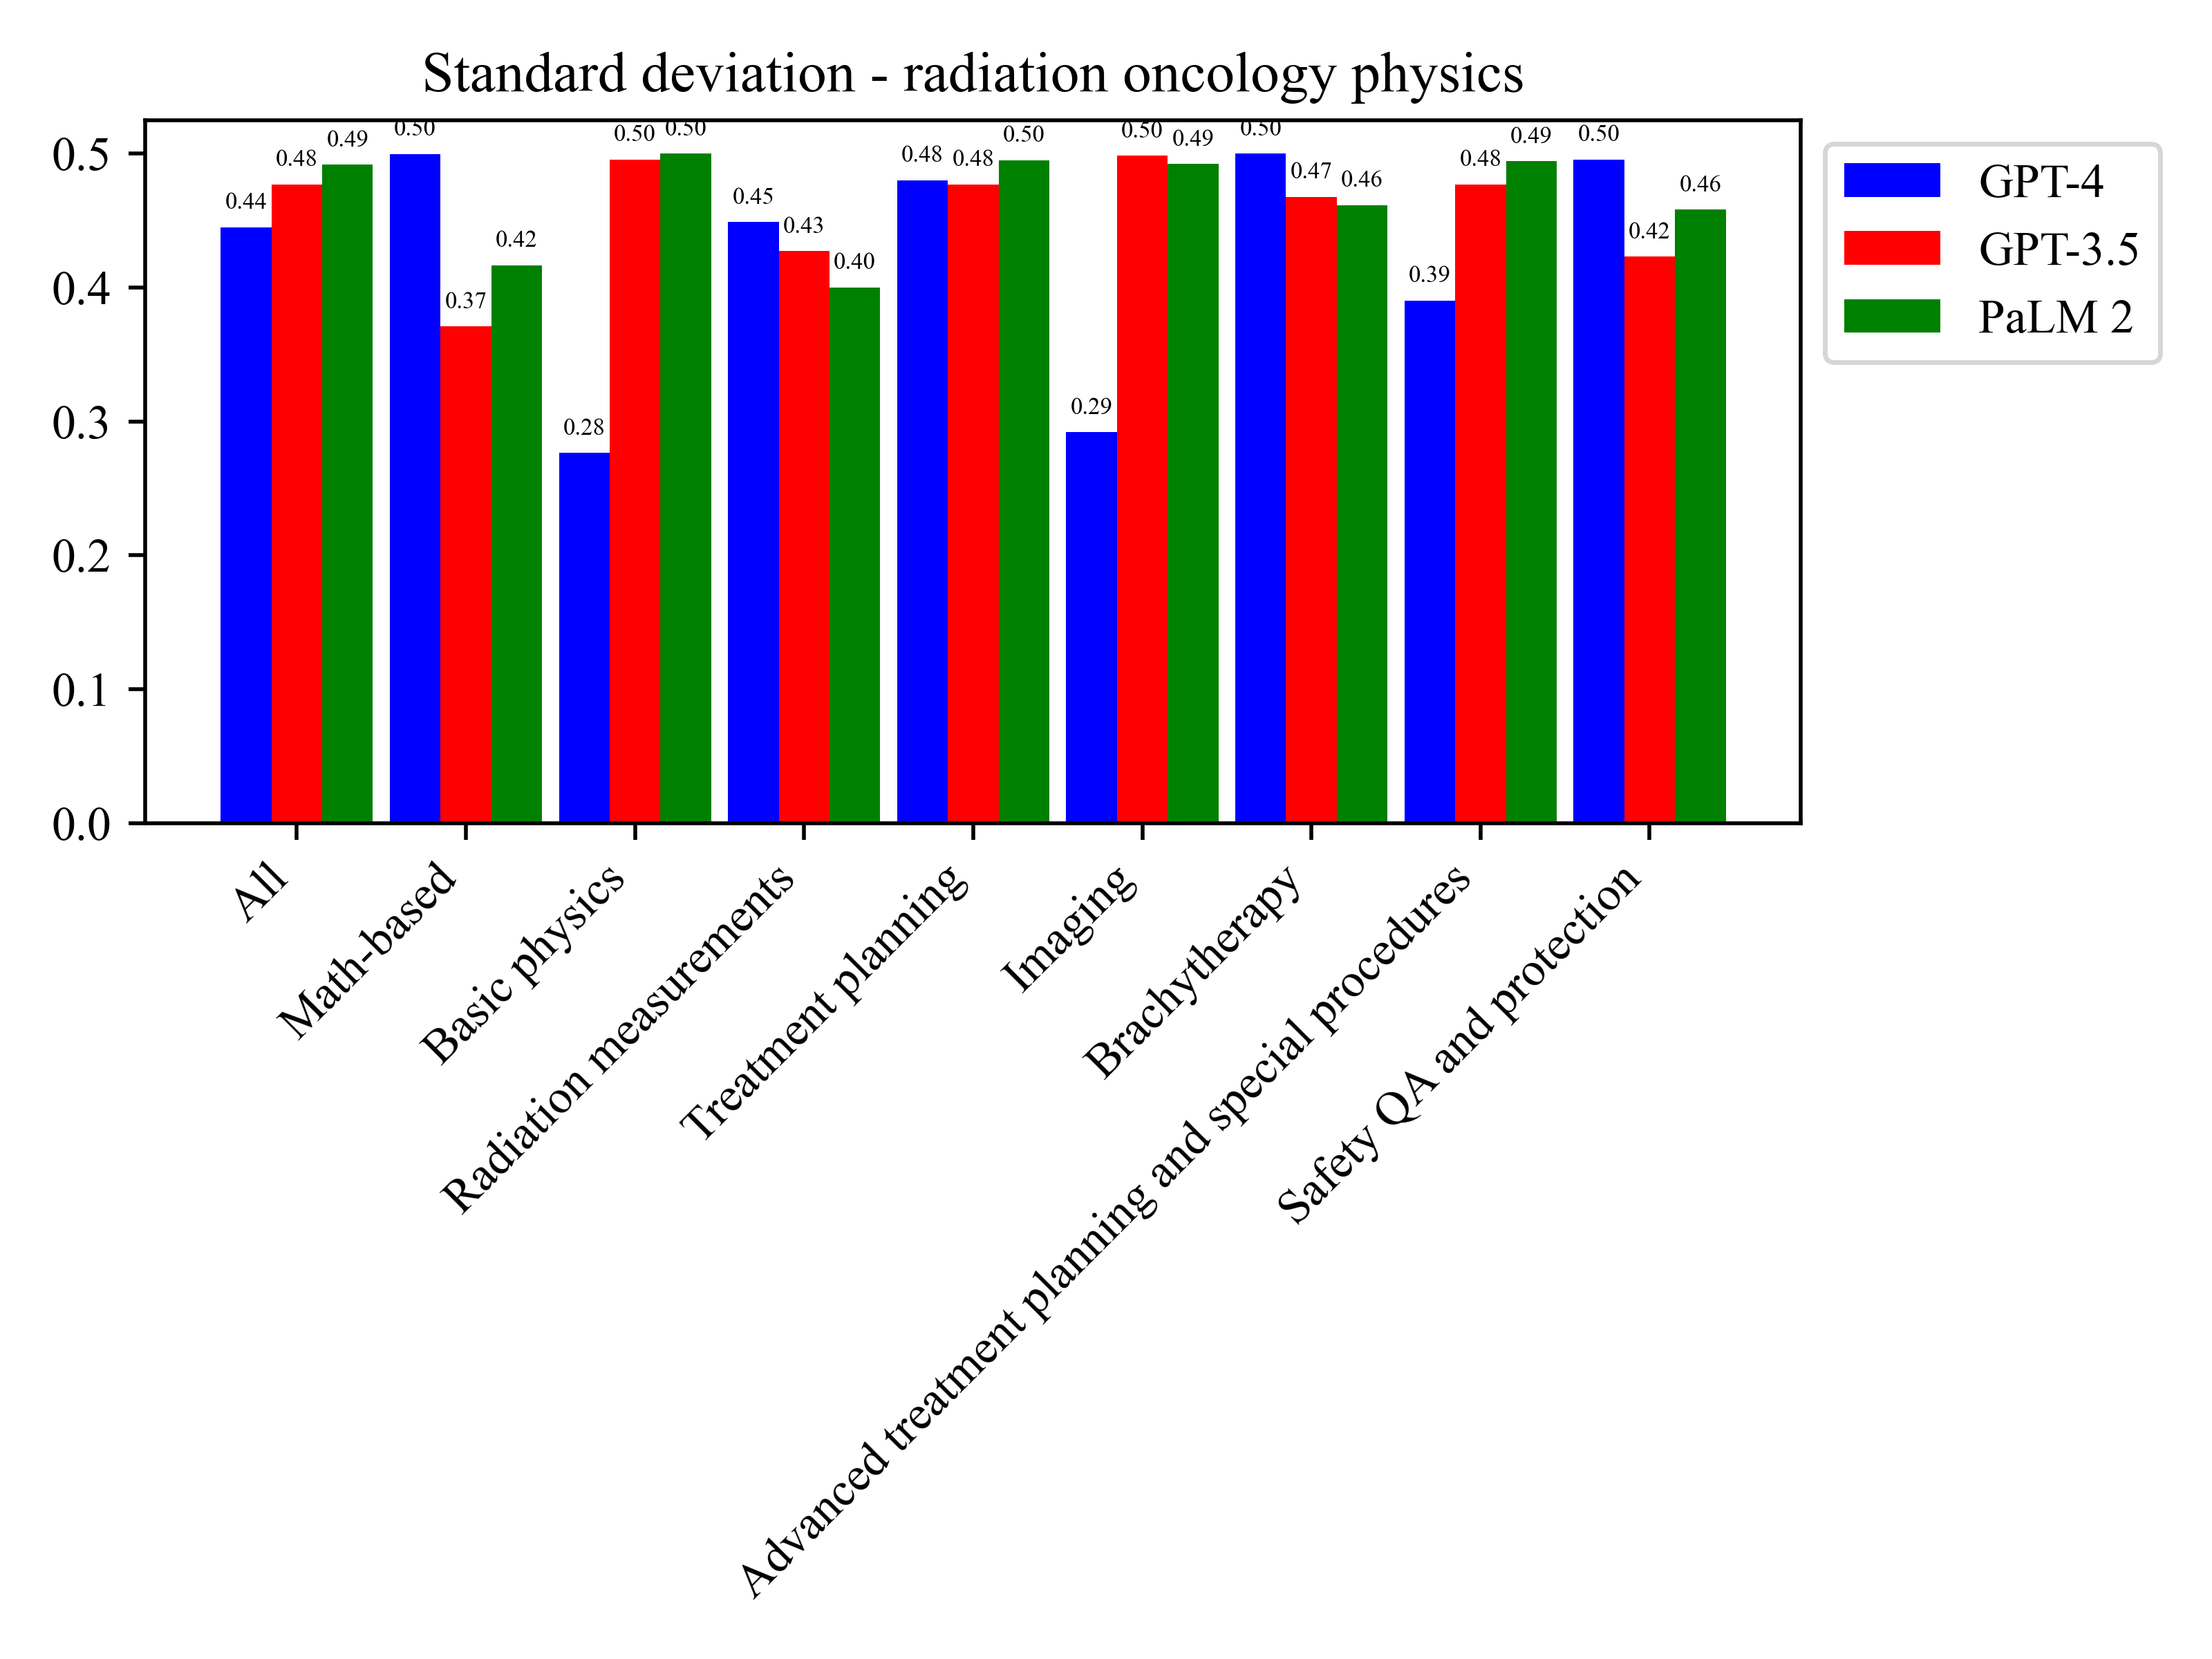 Standard deviation - radiation oncology physics
0.5
0.4
0.3
0.2
0.1
0.0
0.44
0.48
0.49
0.50
0.37
0.42
0.28
0.50
0.50
0.45
0.43
0.40
0.48
0.48
0.50
0.29
0.50
0.49
0.50
0.47
0.46
0.39
0.48
0.49
0.50
0.42
0.46
GPT-4
GPT-3.5
PaLM 2
All
Math-based
Basic physics
Radiation measurements
Treatment planning
Imaging
Brachytherapy
Advanced treatment planning and special procedures
Safety QA and protection